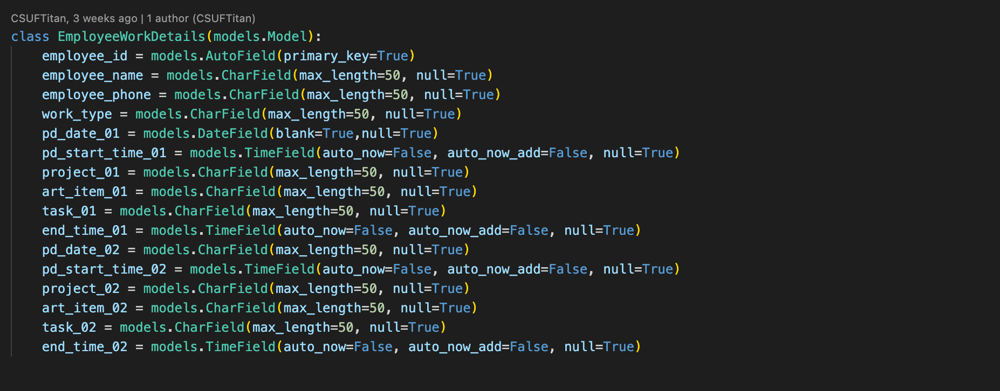 CSUFTitan, 3 weeks ago | 1 author (CSUFTitan)
class EmployeeWorkDetails(models.Model):
    employee_id = models.AutoField(primary_key=True)
    employee_name = models.CharField(max_length=50, null=True)
    employee_phone = models.CharField(max_length=50, null=True)
    work_type = models.CharField(max_length=50, null=True)
    pd_date_01 = models.DateField(blank=True,null=True)
    pd_start_time_01 = models.TimeField(auto_now=False, auto_now_add=False, null=True)
    project_01 = models.CharField(max_length=50, null=True)
    art_item_01 = models.CharField(max_length=50, null=True)
    task_01 = models.CharField(max_length=50, null=True)
    end_time_01 = models.TimeField(auto_now=False, auto_now_add=False, null=True)
    pd_date_02 = models.CharField(max_length=50, null=True)
    pd_start_time_02 = models.TimeField(auto_now=False, auto_now_add=False, null=True)
    project_02 = models.CharField(max_length=50, null=True)
    art_item_02 = models.CharField(max_length=50, null=True)
    task_02 = models.CharField(max_length=50, null=True)
    end_time_02 = models.TimeField(auto_now=False, auto_now_add=False, null=True)